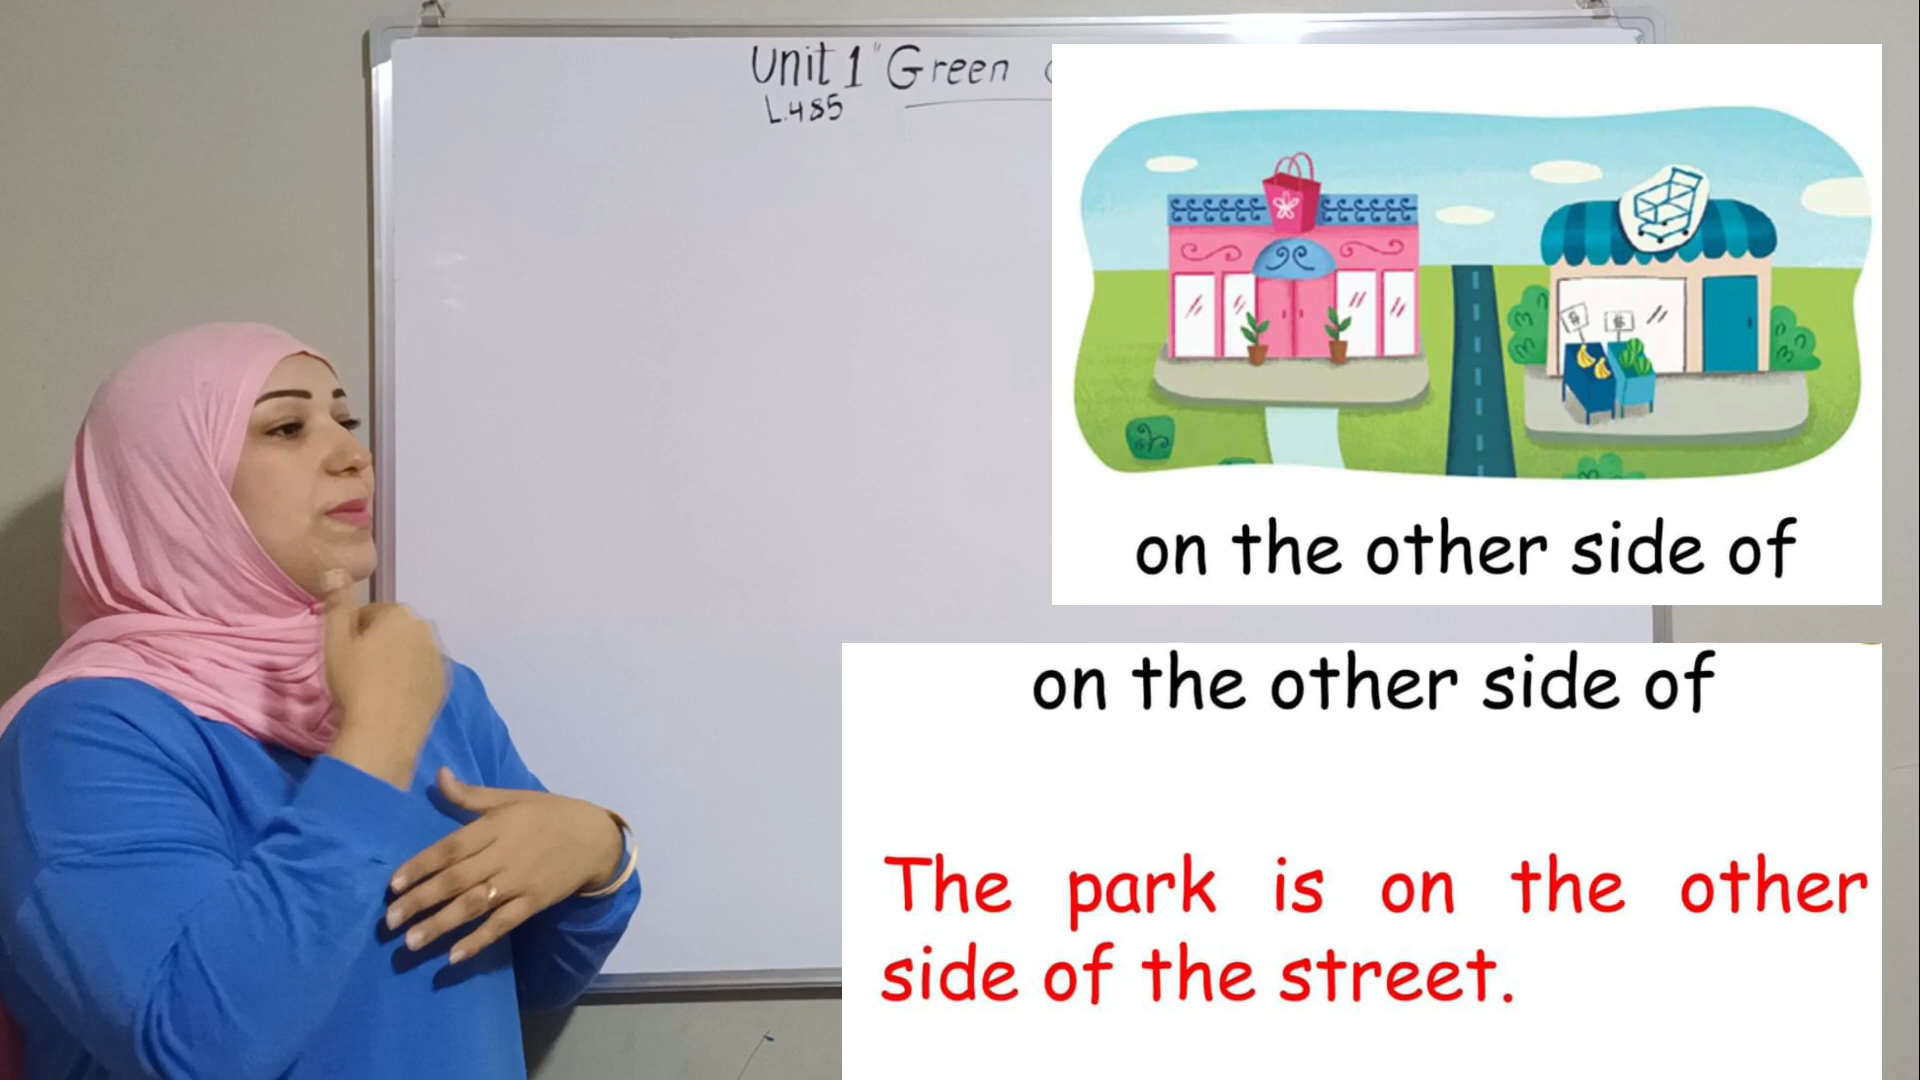 Unit 1 "Green
L.4&5
on the other side of
on the other side of
The park is on the other
side of the street.